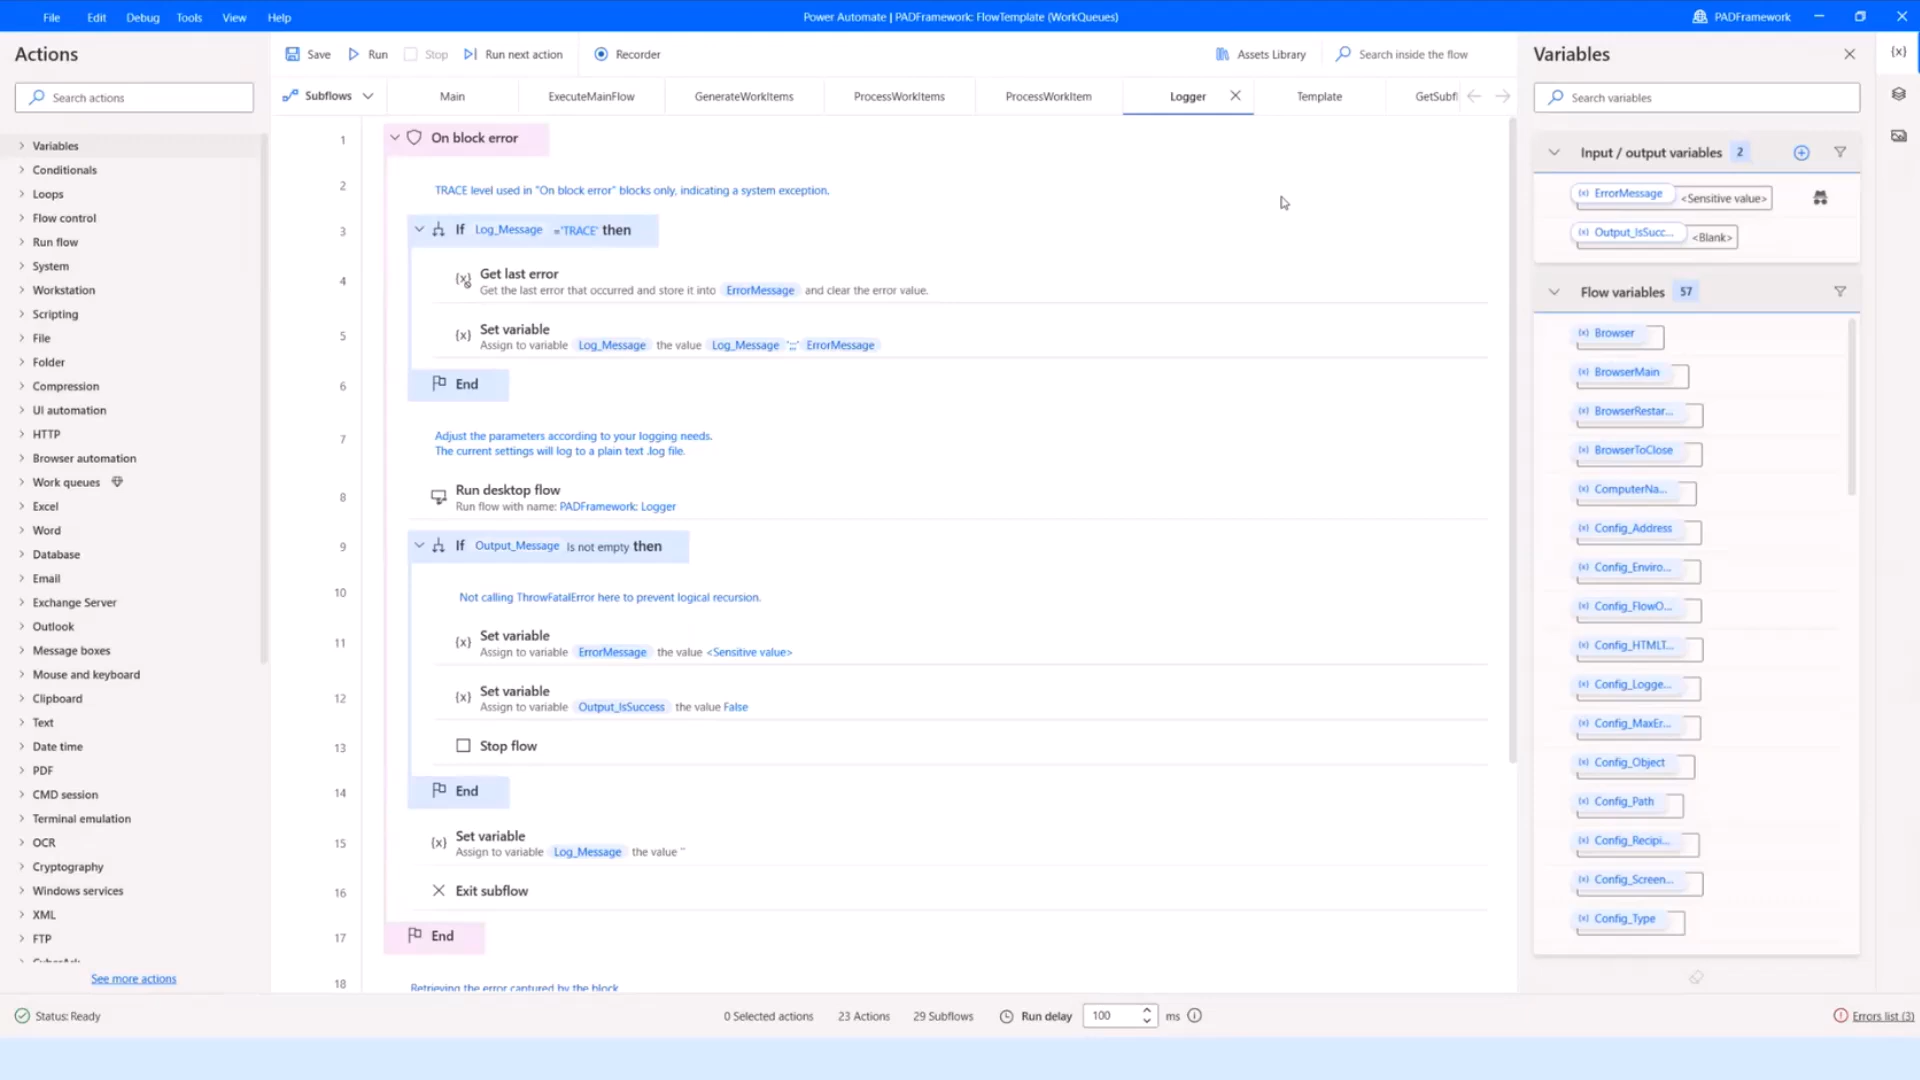 File Edit Debug Tools View Help
Power Automate | PADFramework: FlowTemplate (WorkQueues)
PADFramework
Actions
Search actions
Variables
Conditionals
Loops
Flow control
Run flow
System
Workstation
Scripting
File
Folder
Compression
UI automation
HTTP
Browser automation
Work queues
Excel
Word
Database
Email
Exchange Server
Outlook
Message boxes
Mouse and keyboard
Clipboard
Text
Date time
PDF
CMD session
Terminal emulation
OCR
Cryptography
Windows services
XML
FTP
CyberArk
See more actions
Save Run Stop Run next action Recorder
Assets Library Search inside the flow
Subflows Main ExecuteMainFlow GenerateWorkItems ProcessWorkItems ProcessWorkItem Logger Template GetSubfl
1 On block error
2 TRACE level used in "On block error" blocks only, indicating a system exception.
3 If Log_Message ='TRACE' then
4 Get last error
Get the last error that occurred and store it into ErrorMessage and clear the error value.
5 {x} Set variable
Assign to variable Log_Message the value Log_Message ';;;' ErrorMessage
6 End
7 Adjust the parameters according to your logging needs.
The current settings will log to a plain text .log file.
8 Run desktop flow
Run flow with name: PADFramework: Logger
9 If Output_Message Is not empty then
10 Not calling ThrowFatalError here to prevent logical recursion.
11 {x} Set variable
Assign to variable ErrorMessage the value <Sensitive value>
12 {x} Set variable
Assign to variable Output_IsSuccess the value False
13 Stop flow
14 End
15 {x} Set variable
Assign to variable Log_Message the value ''
16 Exit subflow
17 End
18 Retrieving the error captured by the block
Variables
{x}
Search variables
Input / output variables 2
(x) ErrorMessage <Sensitive value>
(x) Output_IsSucc... <Blank>
Flow variables 57
(x) Browser
(x) BrowserMain
(x) BrowserRestar...
(x) BrowserToClose
(x) ComputerNa...
(x) Config_Address
(x) Config_Enviro...
(x) Config_FlowO...
(x) Config_HTMLT...
(x) Config_Logge...
(x) Config_MaxEr...
(x) Config_Object
(x) Config_Path
(x) Config_Recipi...
(x) Config_Screen...
(x) Config_Type
Status: Ready
0 Selected actions 23 Actions 29 Subflows Run delay 100 ms
Errors list (3)